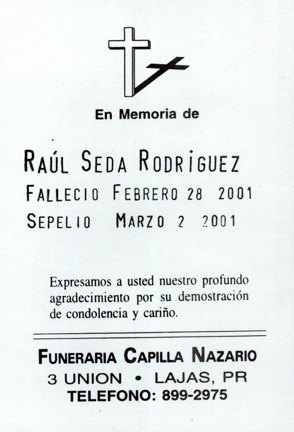 En Memoria de
RAÚL SEDA RODRIGUEZ
FALLECIO FEBRERO 28 2001
SEPELIO MARZO 2 2001
Expresamos a usted nuestro profundo
agradecimiento por su demostración
de condolencia y cariño.
FUNERARIA CAPILLA NAZARIO
3 UNION • LAJAS, PR
TELEFONO: 899-2975